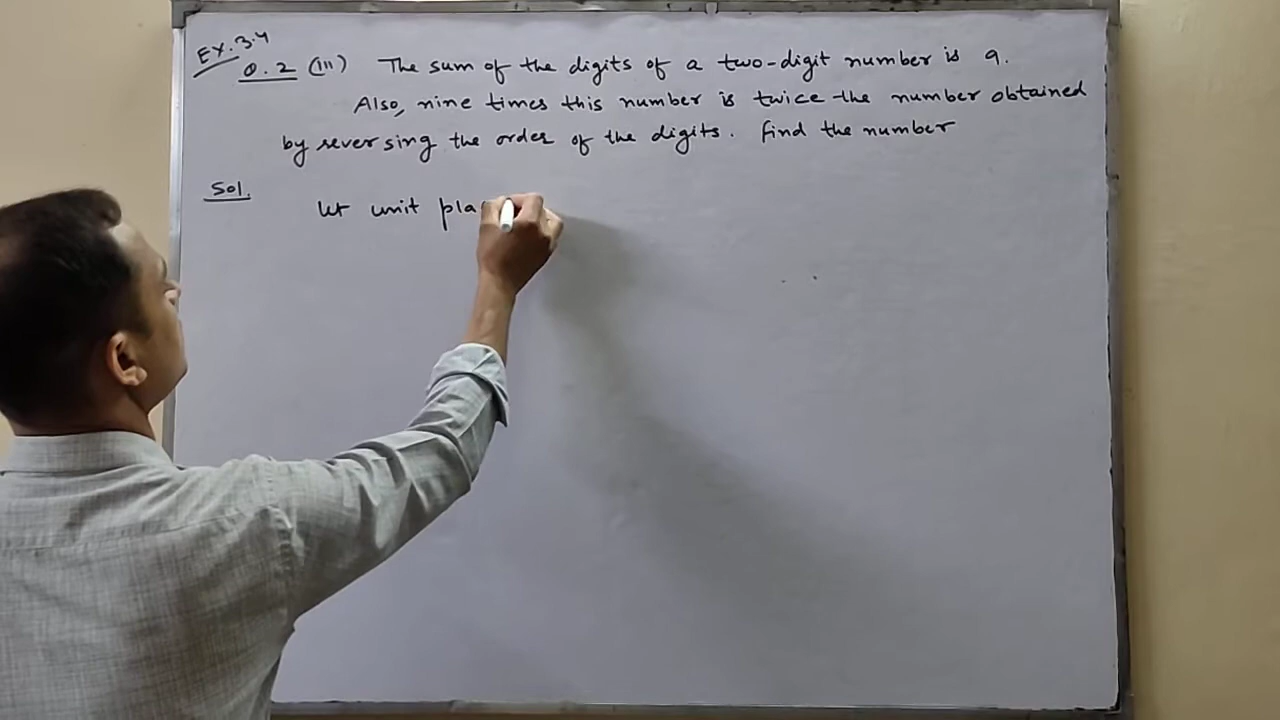 Ex. 3.4
Q. 2 (III) The sum of the digits of a two-digit number is 9.
Also, nine times this number is twice the number obtained
by reversing the order of the digits. Find the number
Sol.
let unit pla